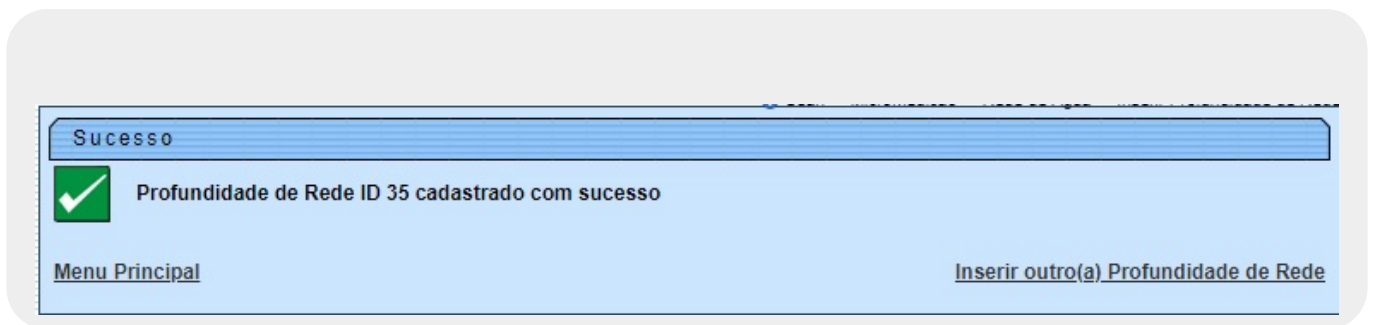 Sucesso
Profundidade de Rede ID 35 cadastrado com sucesso
Menu Principal
Inserir outro(a) Profundidade de Rede